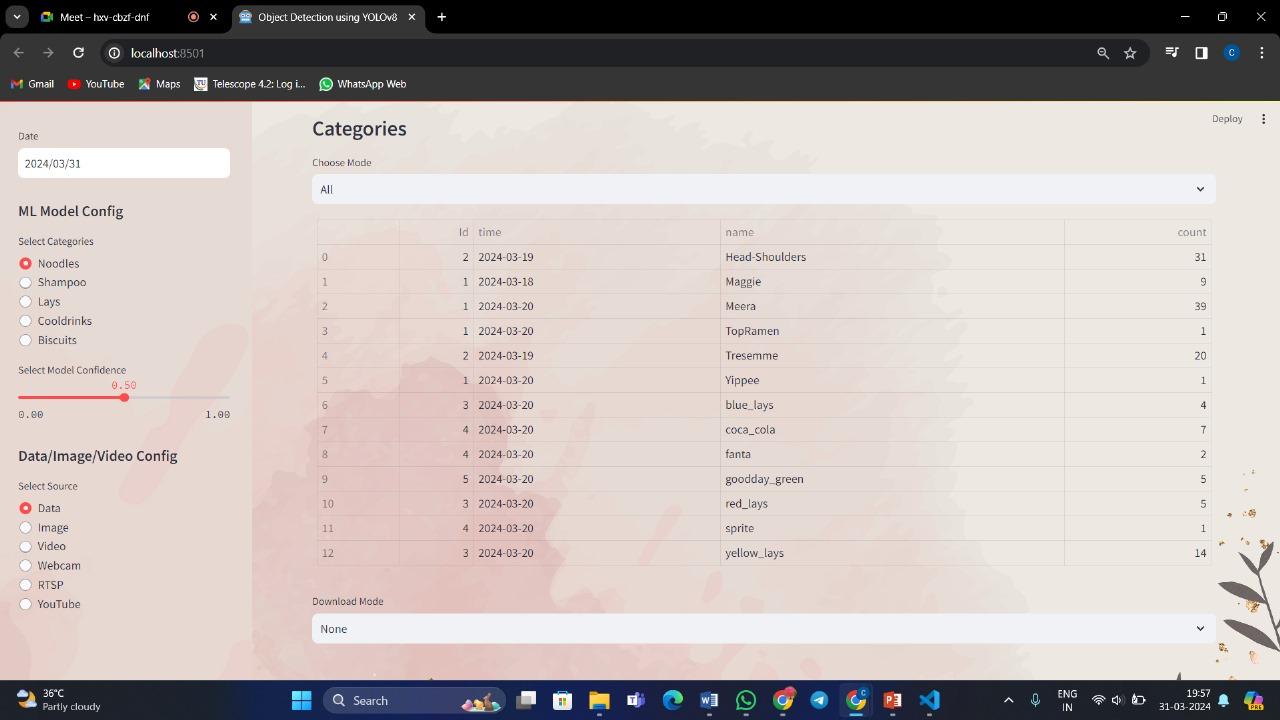 Meet – hxv-cbzf-dnf
Object Detection using YOLOv8
localhost:8501
C
Gmail
YouTube
Maps
Telescope 4.2: Log i...
WhatsApp Web
Date
2024/03/31
ML Model Config
Select Categories
Noodles
Shampoo
Lays
Cooldrinks
Biscuits
Select Model Confidence
0.50
0.00 1.00
Data/Image/Video Config
Select Source
Data
Image
Video
Webcam
RTSP
YouTube
Deploy
Categories
Choose Mode
All
Id time name count
0 2 2024-03-19 Head-Shoulders 31
1 1 2024-03-18 Maggie 9
2 1 2024-03-20 Meera 39
3 1 2024-03-20 TopRamen 1
4 2 2024-03-19 Tresemme 20
5 1 2024-03-20 Yippee 1
6 3 2024-03-20 blue_lays 4
7 4 2024-03-20 coca_cola 7
8 4 2024-03-20 fanta 2
9 5 2024-03-20 goodday_green 5
10 3 2024-03-20 red_lays 5
11 4 2024-03-20 sprite 1
12 3 2024-03-20 yellow_lays 14
Download Mode
None
36°C
Partly cloudy
Search
ENG
IN
19:57
31-03-2024